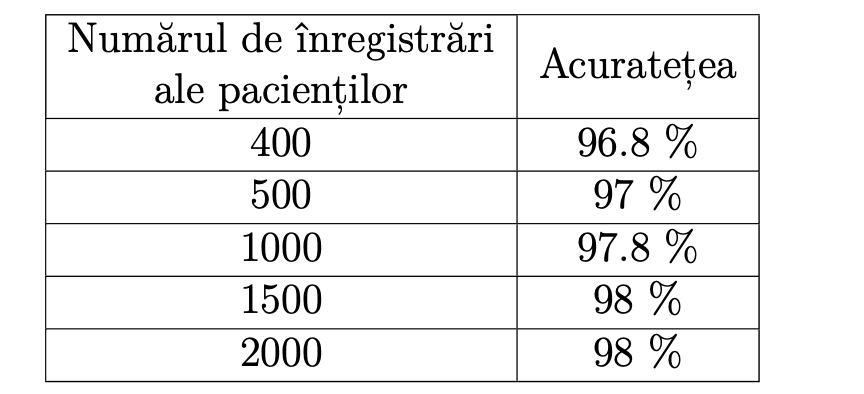 Numărul de înregistrări
ale pacienților
Acuratețea
400 96.8 %
500 97 %
1000 97.8 %
1500 98 %
2000 98 %